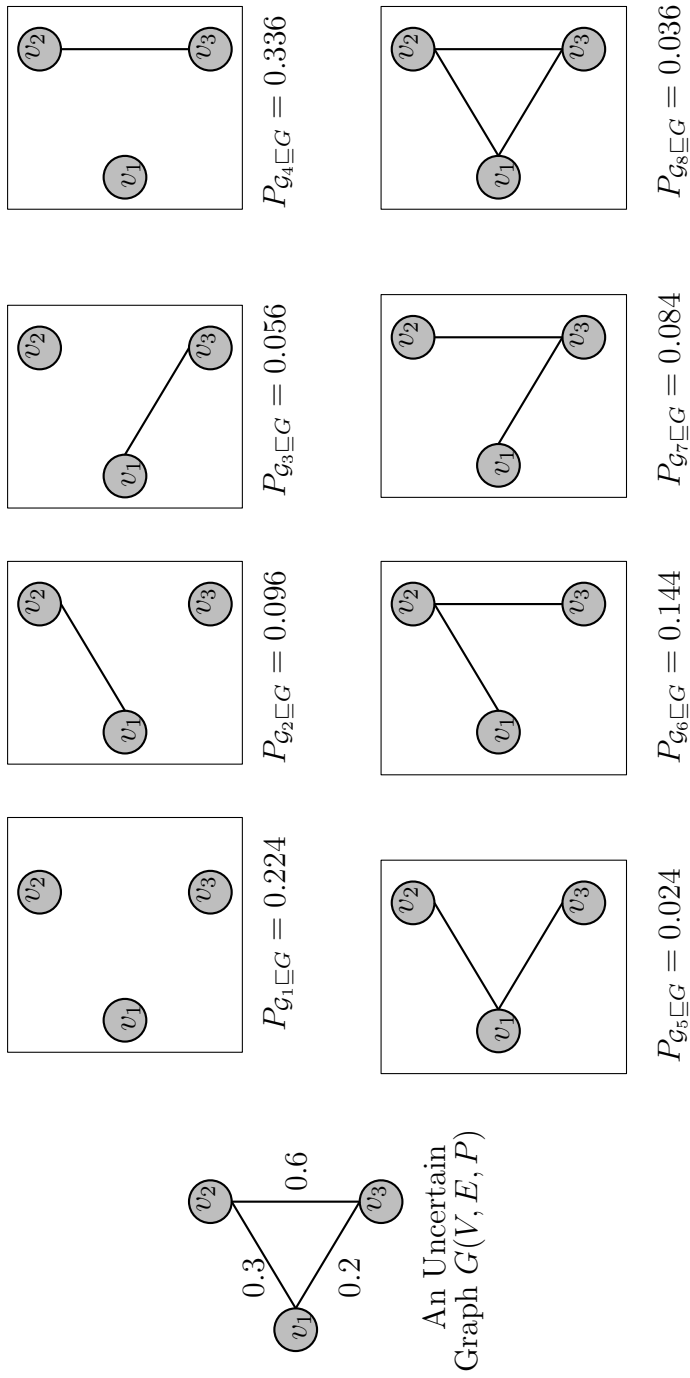 v₁
v₂
v₃
0.3
0.2
0.6
An Uncertain
Graph G(V, E, P)
v₁
v₂
v₃
P_{𝒢₁⊑G} = 0.224
v₁
v₂
v₃
P_{𝒢₂⊑G} = 0.096
v₁
v₂
v₃
P_{𝒢₃⊑G} = 0.056
v₁
v₂
v₃
P_{𝒢₄⊑G} = 0.336
v₁
v₂
v₃
P_{𝒢₅⊑G} = 0.024
v₁
v₂
v₃
P_{𝒢₆⊑G} = 0.144
v₁
v₂
v₃
P_{𝒢₇⊑G} = 0.084
v₁
v₂
v₃
P_{𝒢₈⊑G} = 0.036